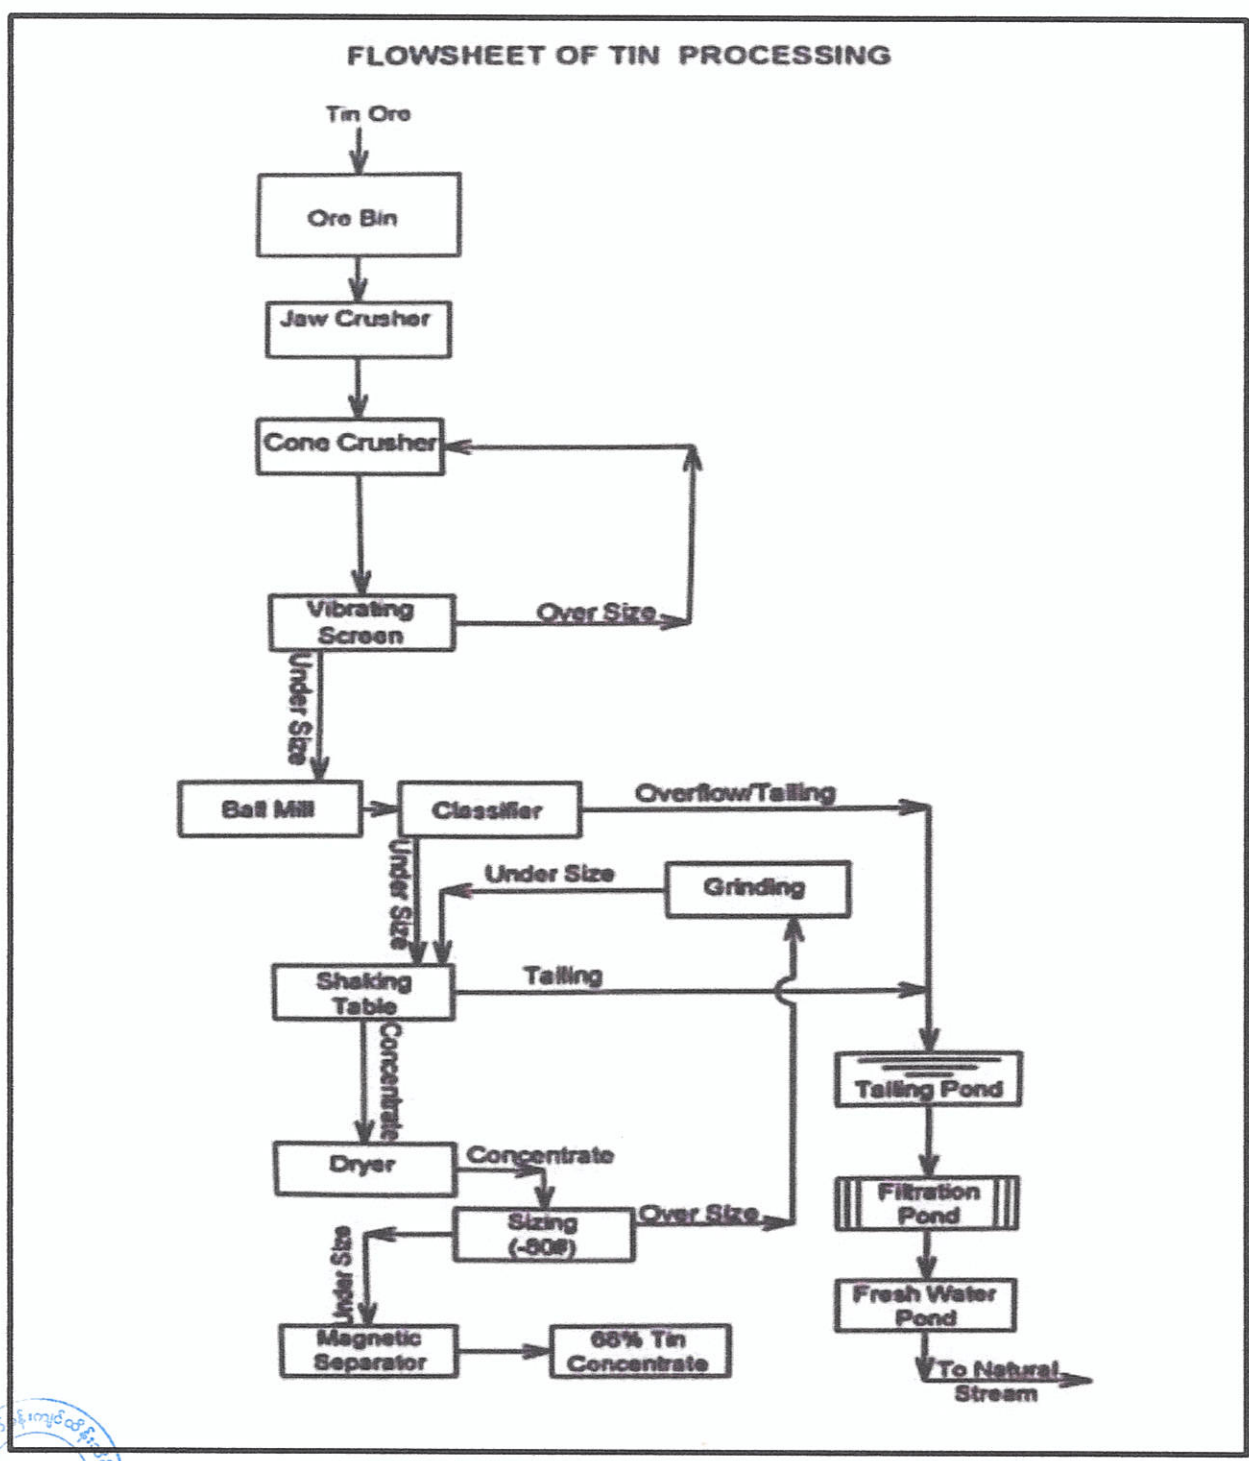 FLOWSHEET OF TIN PROCESSING
Tin Ore
Ore Bin
Jaw Crusher
Cone Crusher
Vibrating
Screen
Over Size
Under Size
Ball Mill
Classifier
Overflow/Tailing
Under Size
Under Size
Grinding
Shaking
Table
Tailing
Concentrate
Tailing Pond
Dryer
Concentrate
Filtration
Pond
Sizing
Over Size
Under Size
Fresh Water
Pond
Magnetic
Separator
Tin
Concentrate
To Natural
Stream